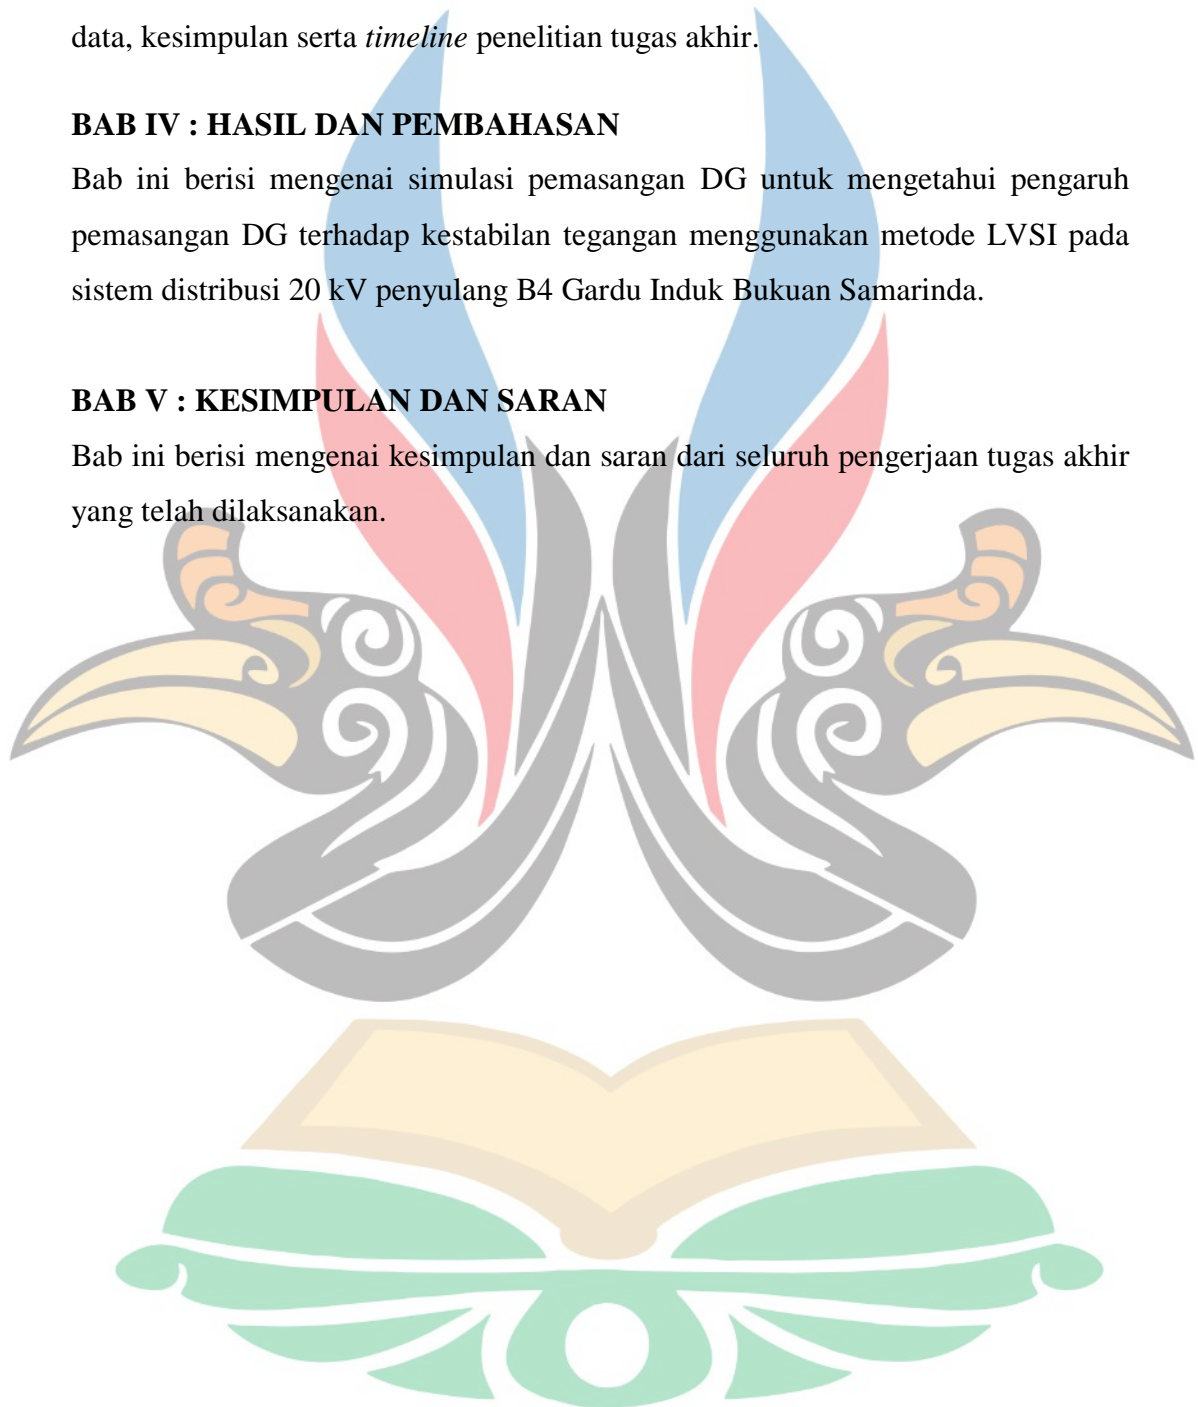 data, kesimpulan serta timeline penelitian tugas akhir.
BAB IV : HASIL DAN PEMBAHASAN
Bab ini berisi mengenai simulasi pemasangan DG untuk mengetahui pengaruh
pemasangan DG terhadap kestabilan tegangan menggunakan metode LVSI pada
sistem distribusi 20 kV penyulang B4 Gardu Induk Bukuan Samarinda.
BAB V : KESIMPULAN DAN SARAN
Bab ini berisi mengenai kesimpulan dan saran dari seluruh pengerjaan tugas akhir
yang telah dilaksanakan.